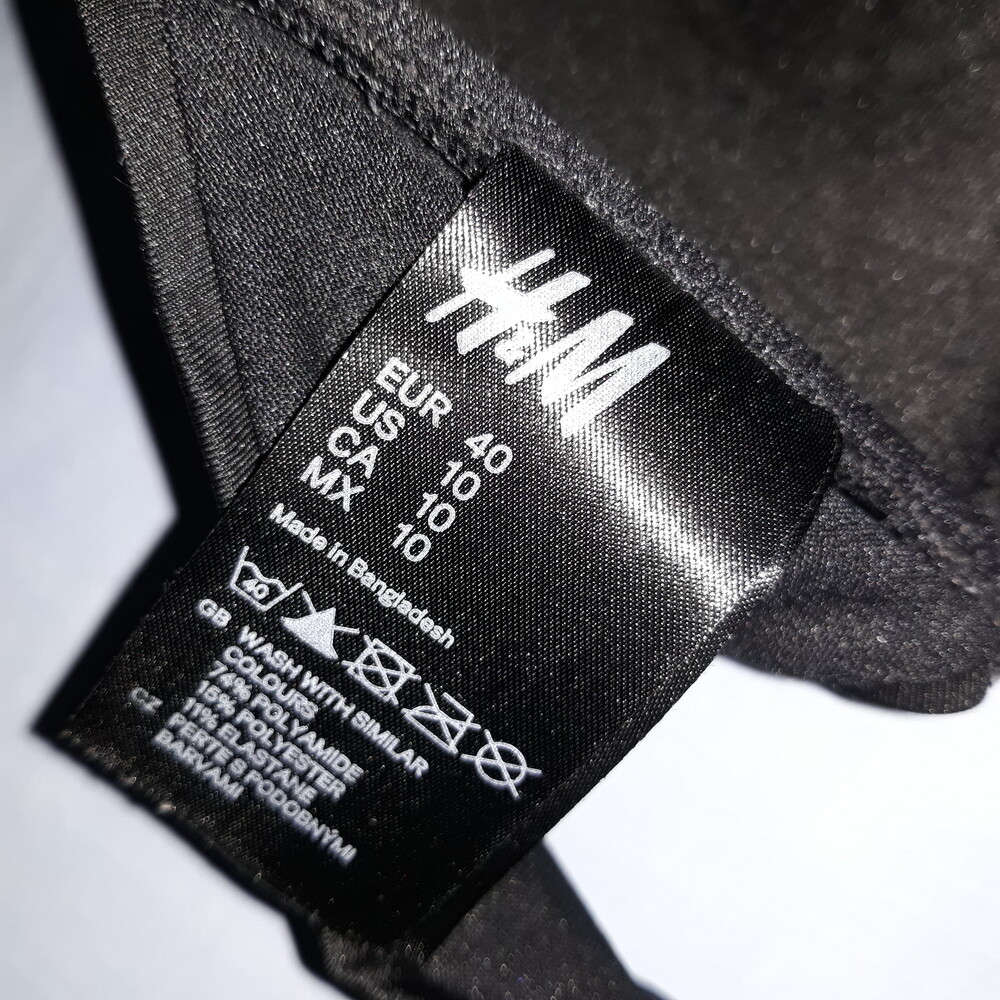 H&M
EUR 40
US 10
CA 10
MX 10
Made in Bangladesh
40
GB WASH WITH SIMILAR
COLOURS
74% POLYAMIDE
15% POLYESTER
11% ELASTANE
CZ PERTE S PODOBNÝMI
BARVAMI